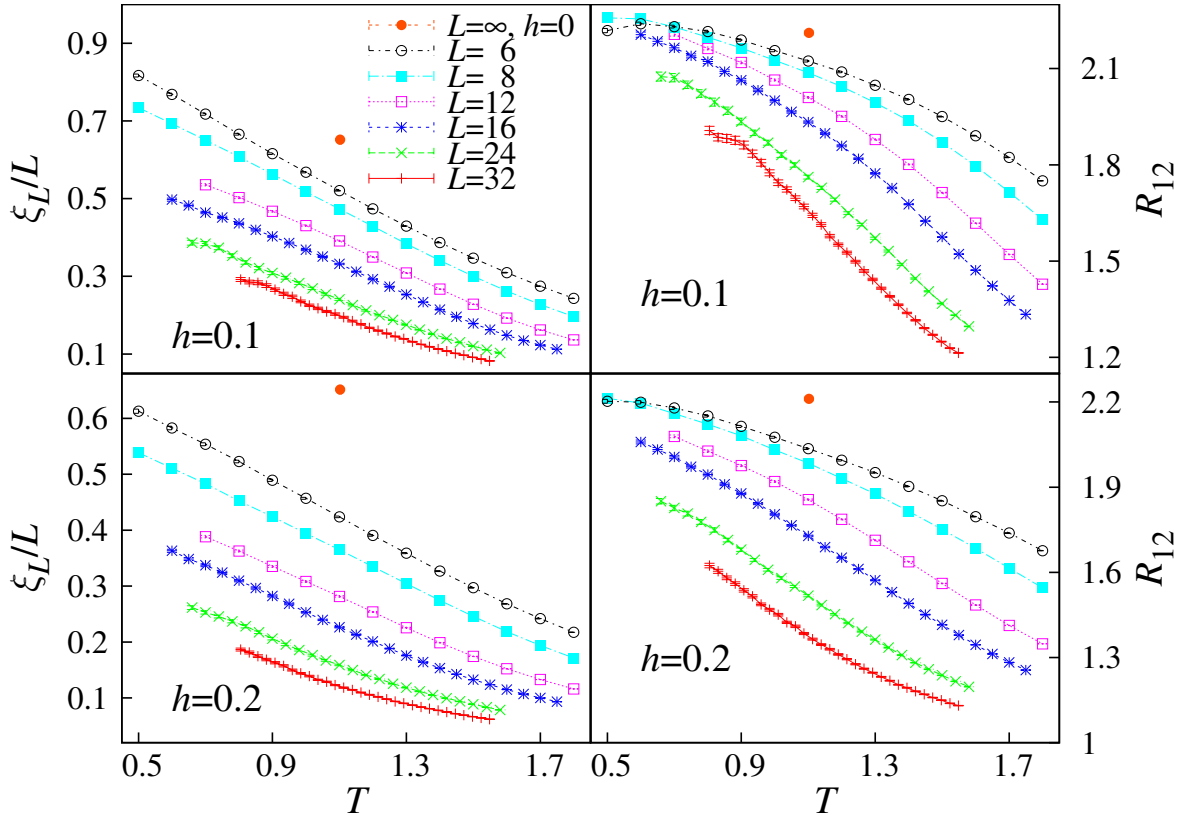 L=∞, h=0
L= 6
L= 8
L=12
L=16
L=24
L=32
0.9
0.7
0.5
0.3
0.1
ξL/L
h=0.1
h=0.1
2.1
1.8
1.5
1.2
R12
0.6
0.5
0.4
0.3
0.2
0.1
ξL/L
h=0.2
h=0.2
2.2
1.9
1.6
1.3
1
R12
0.5 0.9 1.3 1.7 0.5 0.9 1.3 1.7
T T